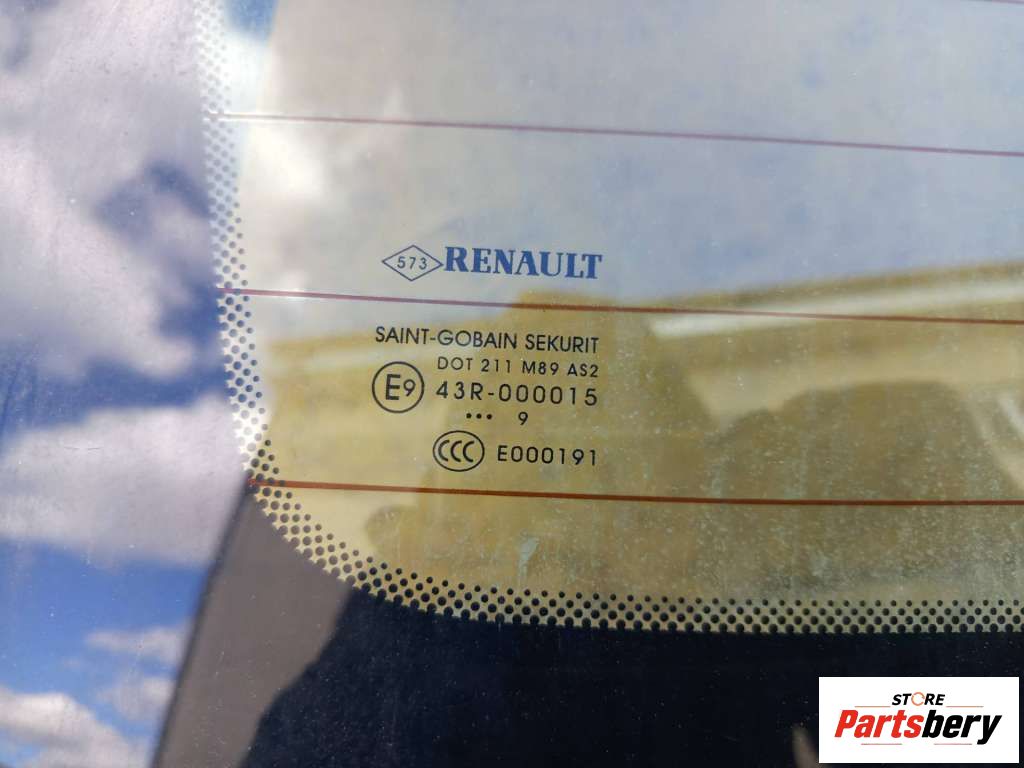 573 RENAULT
SAINT-GOBAIN SEKURIT
DOT 211 M89 AS2
E9 43R-000015
••• 9
CCC E000191
STORE
Partsbery